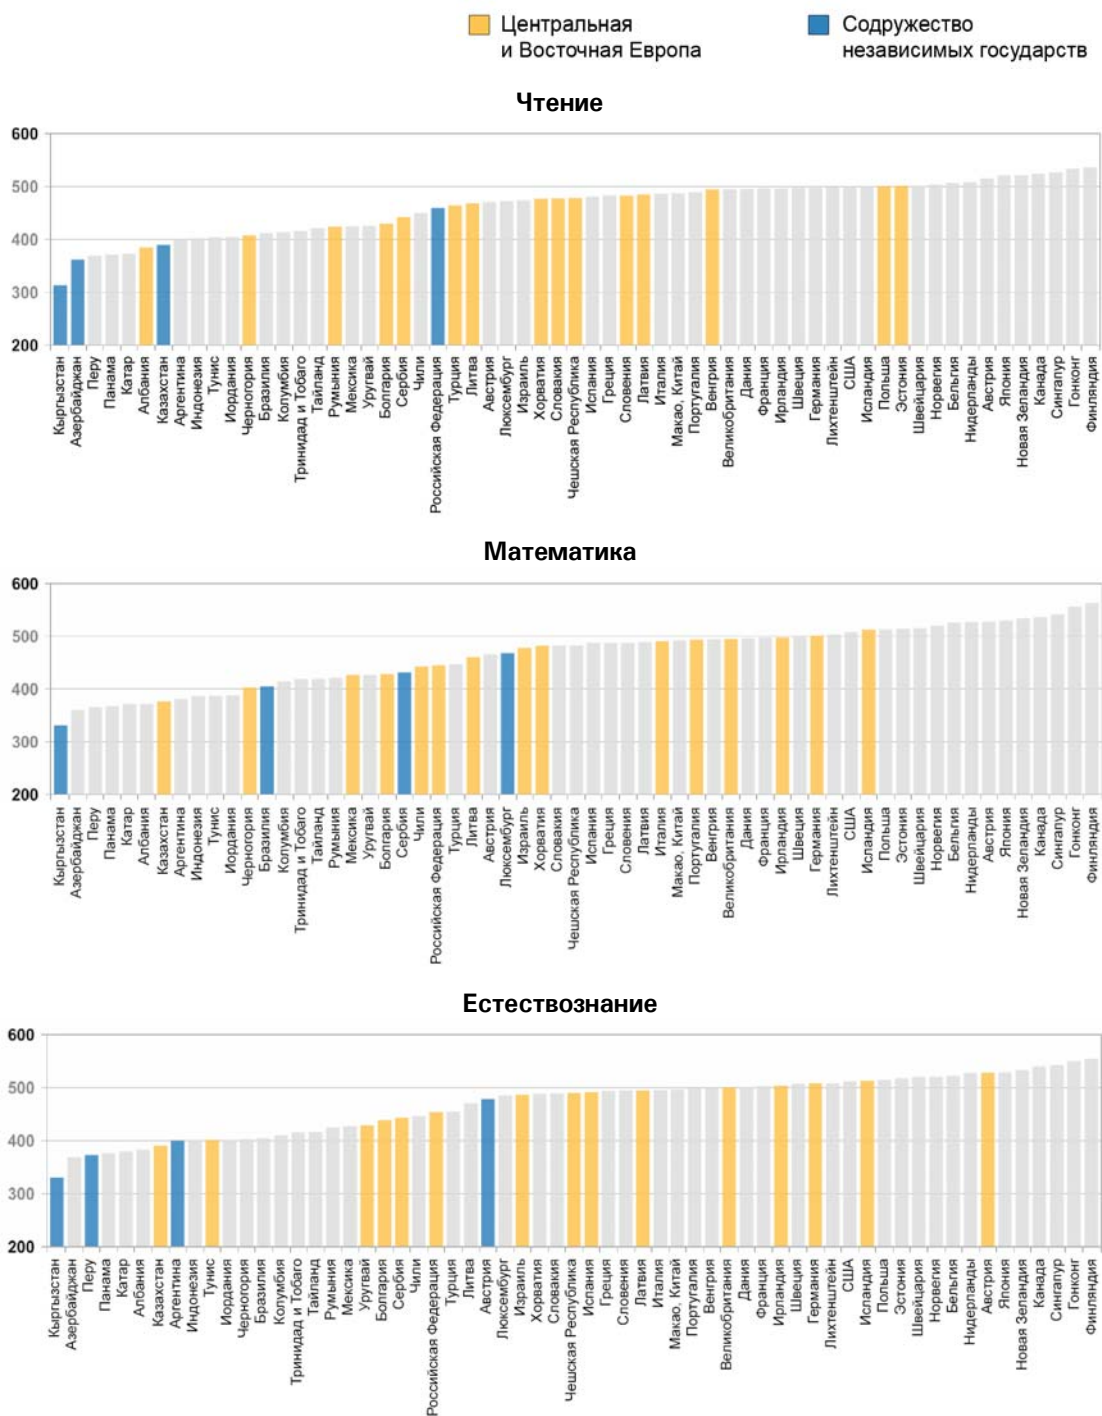 Центральная
и Восточная Европа
Содружество
независимых государств
Чтение
600
500
400
300
200
Кыргызстан
Азербайджан
Перу
Панама
Катар
Албания
Казахстан
Аргентина
Индонезия
Тунис
Иордания
Черногория
Бразилия
Колумбия
Тринидад и Тобаго
Тайланд
Румыния
Мексика
Уругвай
Болгария
Сербия
Чили
Российская Федерация
Турция
Литва
Австрия
Люксембург
Израиль
Хорватия
Словакия
Чешская Республика
Испания
Греция
Словения
Латвия
Италия
Макао, Китай
Португалия
Венгрия
Великобритания
Дания
Франция
Ирландия
Швеция
Германия
Лихтенштейн
США
Исландия
Польша
Эстония
Швейцария
Норвегия
Бельгия
Нидерланды
Австрия
Япония
Новая Зеландия
Канада
Сингапур
Гонконг
Финляндия
Математика
600
500
400
300
200
Кыргызстан
Азербайджан
Перу
Панама
Катар
Албания
Казахстан
Аргентина
Индонезия
Тунис
Иордания
Черногория
Бразилия
Колумбия
Тринидад и Тобаго
Тайланд
Румыния
Мексика
Уругвай
Болгария
Сербия
Чили
Российская Федерация
Турция
Литва
Австрия
Люксембург
Израиль
Хорватия
Словакия
Чешская Республика
Испания
Греция
Словения
Латвия
Италия
Макао, Китай
Португалия
Венгрия
Великобритания
Дания
Франция
Ирландия
Швеция
Германия
Лихтенштейн
США
Исландия
Польша
Эстония
Швейцария
Норвегия
Бельгия
Нидерланды
Австрия
Япония
Новая Зеландия
Канада
Сингапур
Гонконг
Финляндия
Естествознание
600
500
400
300
200
Кыргызстан
Азербайджан
Перу
Панама
Катар
Албания
Казахстан
Аргентина
Индонезия
Тунис
Иордания
Черногория
Бразилия
Колумбия
Тринидад и Тобаго
Тайланд
Румыния
Мексика
Уругвай
Болгария
Сербия
Чили
Российская Федерация
Турция
Литва
Австрия
Люксембург
Израиль
Хорватия
Словакия
Чешская Республика
Испания
Греция
Словения
Латвия
Италия
Макао, Китай
Португалия
Венгрия
Великобритания
Дания
Франция
Ирландия
Швеция
Германия
Лихтенштейн
США
Исландия
Польша
Эстония
Швейцария
Норвегия
Бельгия
Нидерланды
Австрия
Япония
Новая Зеландия
Канада
Сингапур
Гонконг
Финляндия